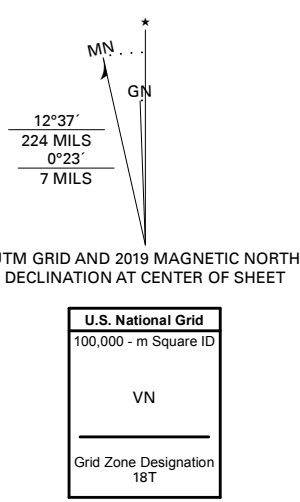 ★
MN
GN
12°37´
224 MILS
0°23´
7 MILS
UTM GRID AND 2019 MAGNETIC NORTH
DECLINATION AT CENTER OF SHEET
U.S. National Grid
100,000 - m Square ID
VN
Grid Zone Designation
18T